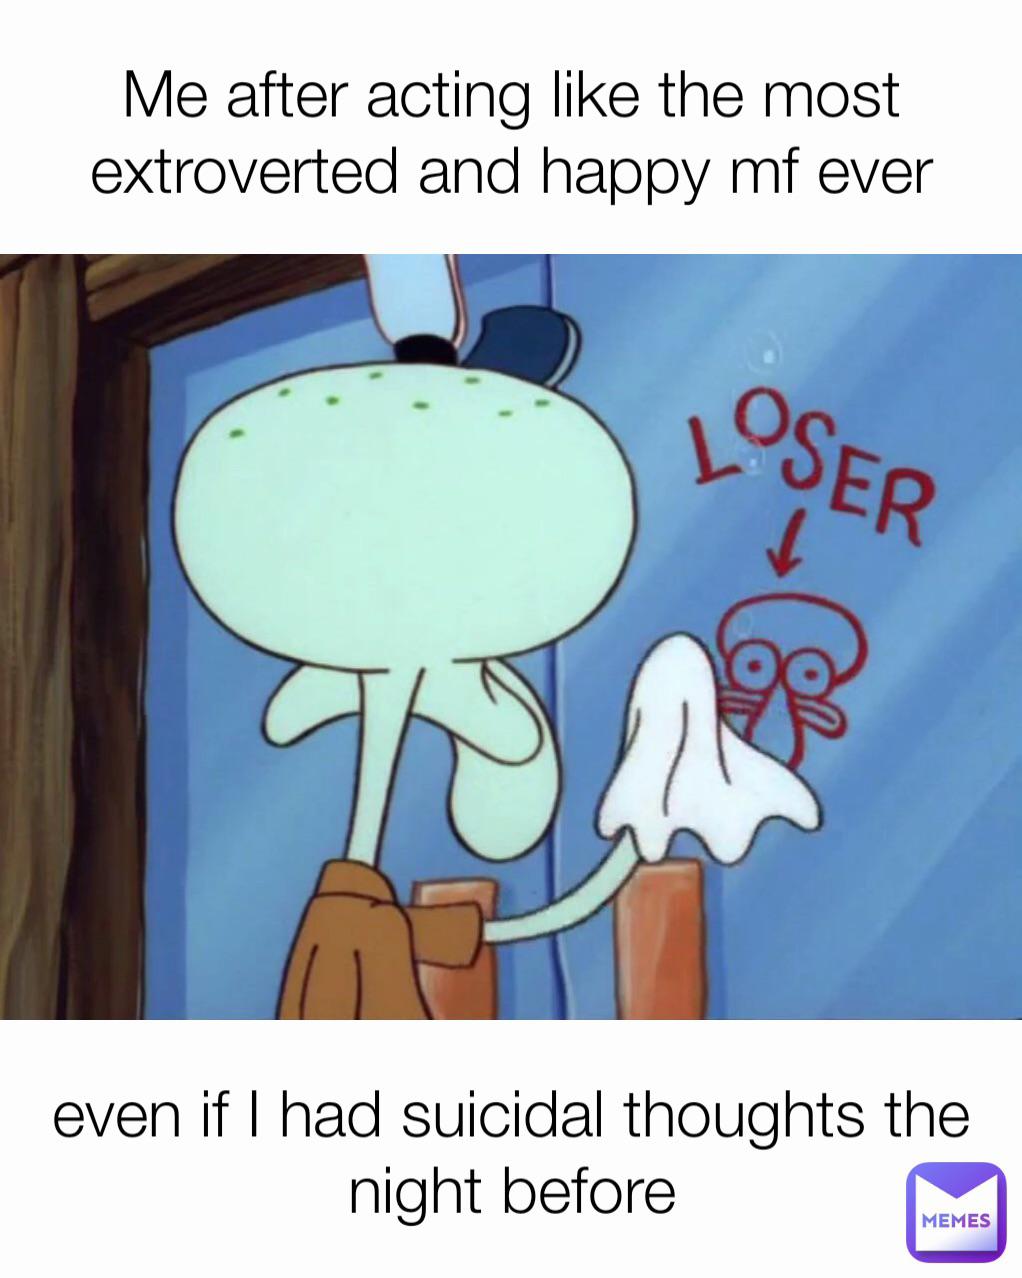 Me after acting like the most
extroverted and happy mf ever
LOSER
even if I had suicidal thoughts the
night before
MEMES